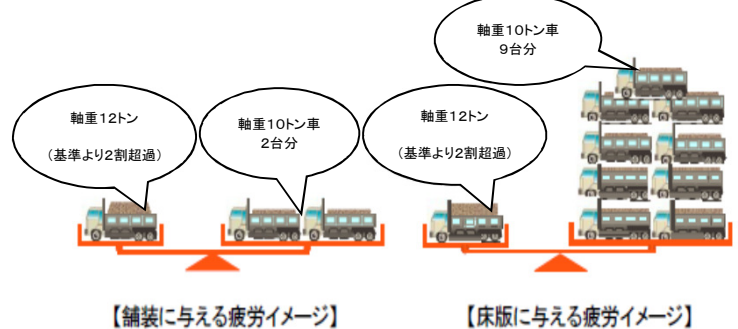 軸重12トン
(基準より2割超過)
軸重10トン車
2台分
軸重12トン
(基準より2割超過)
軸重10トン車
9台分
【舗装に与える疲労イメージ】
【床版に与える疲労イメージ】